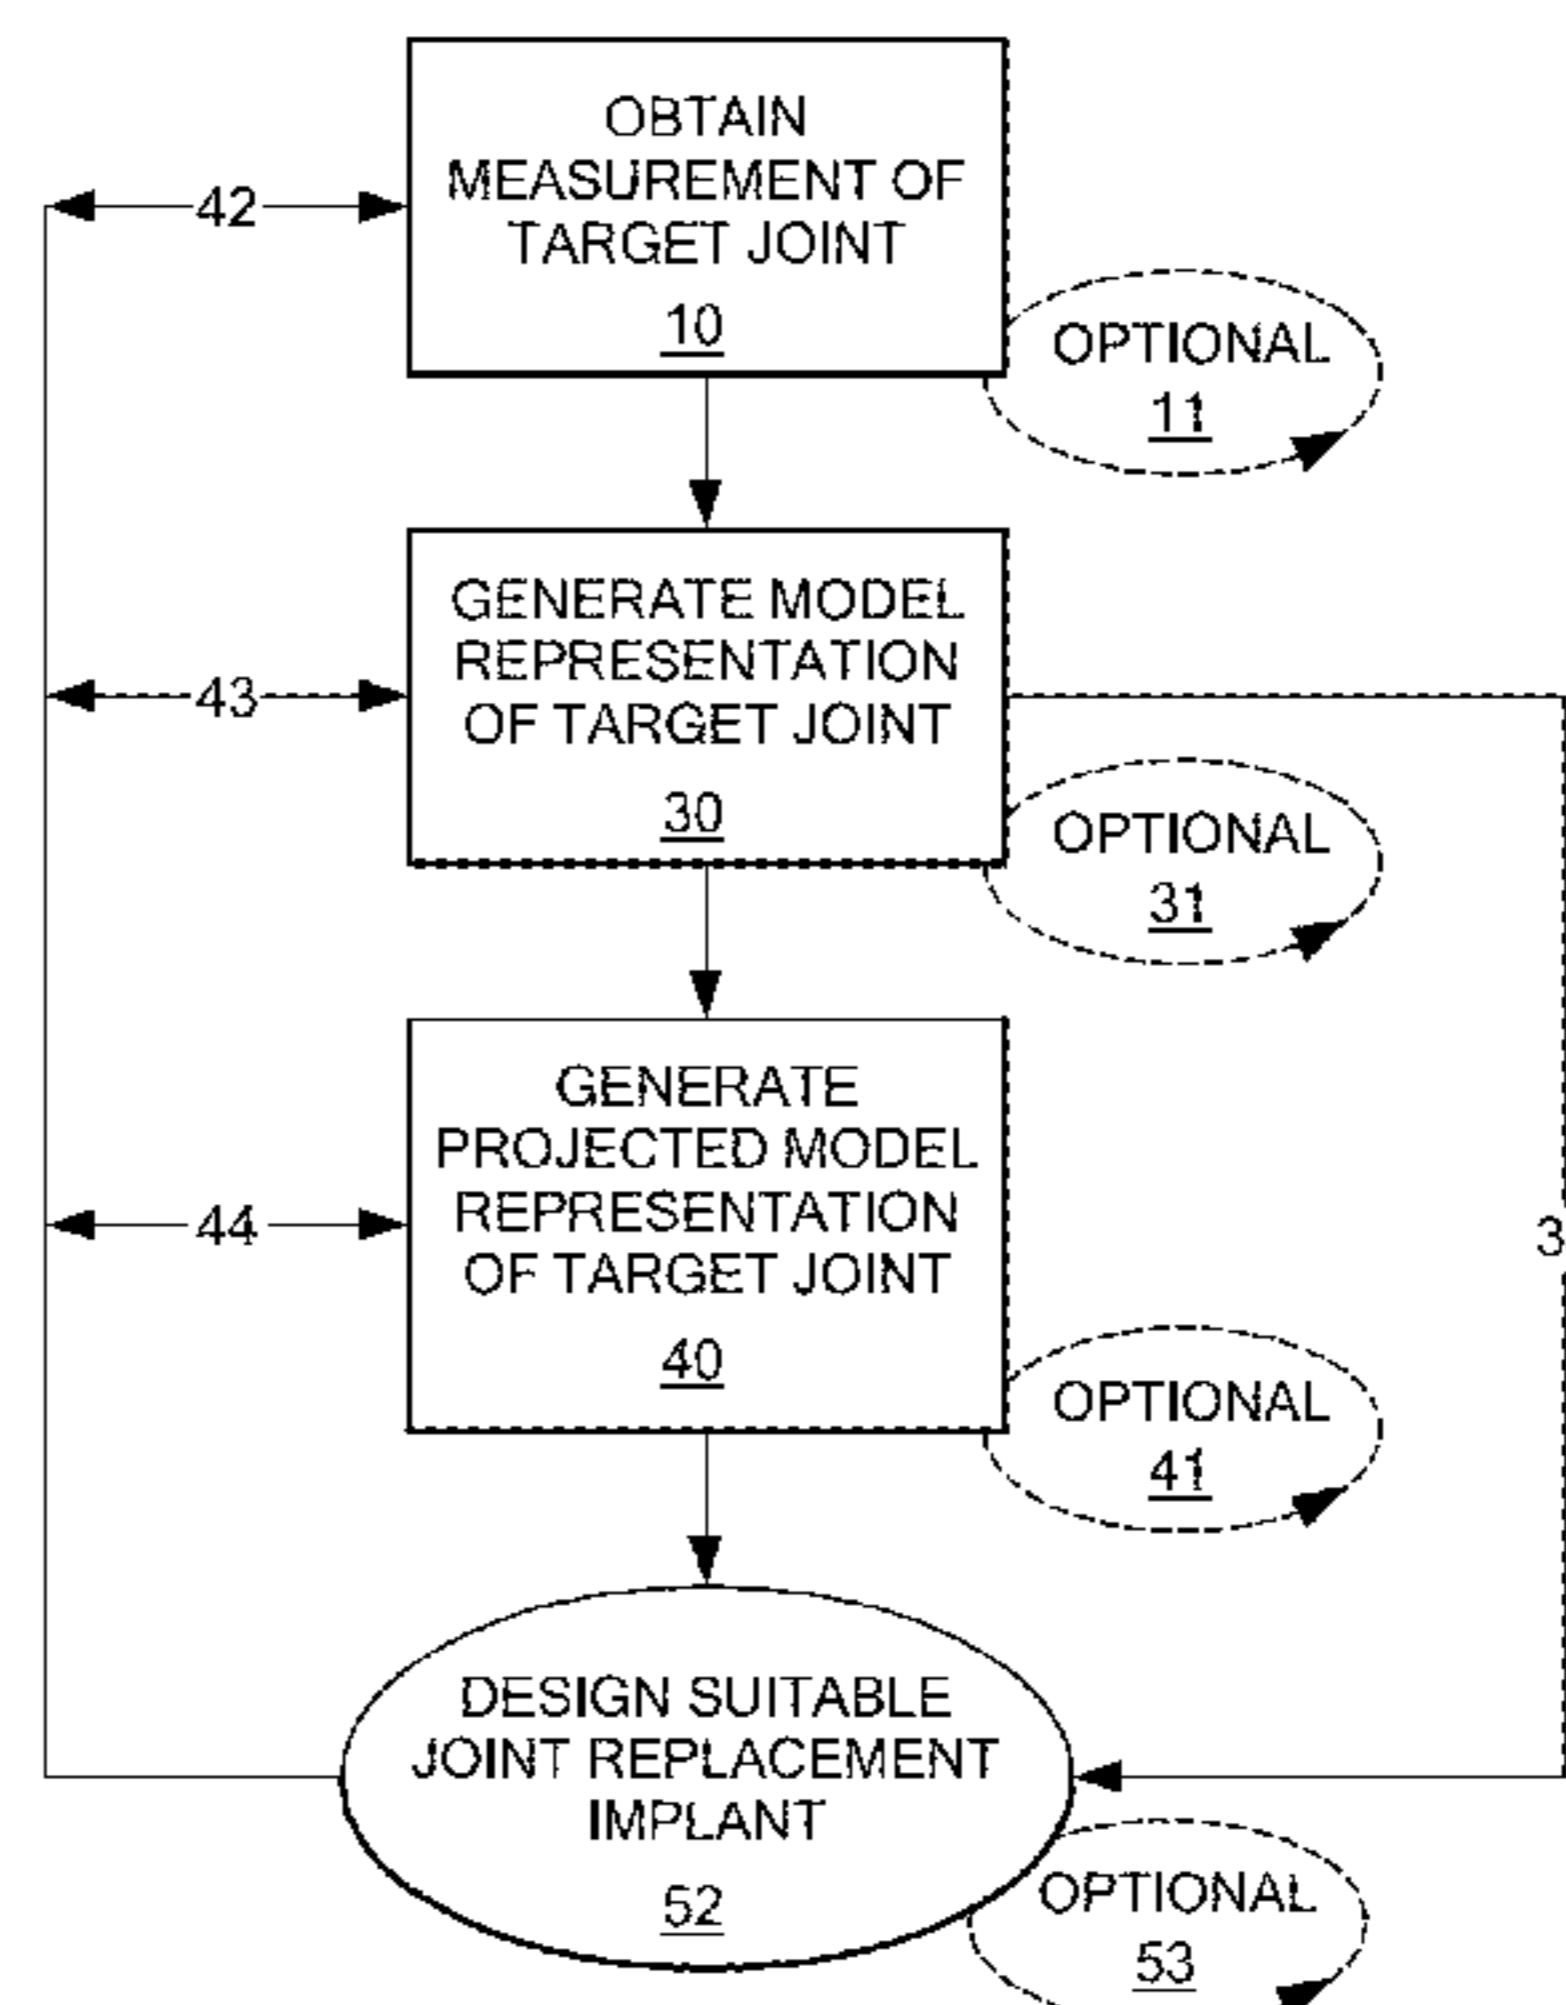 OBTAIN
MEASUREMENT OF
TARGET JOINT
10
42
OPTIONAL
11
GENERATE MODEL
REPRESENTATION
OF TARGET JOINT
30
43
OPTIONAL
31
GENERATE
PROJECTED MODEL
REPRESENTATION
OF TARGET JOINT
40
44
3
OPTIONAL
41
DESIGN SUITABLE
JOINT REPLACEMENT
IMPLANT
52
OPTIONAL
53